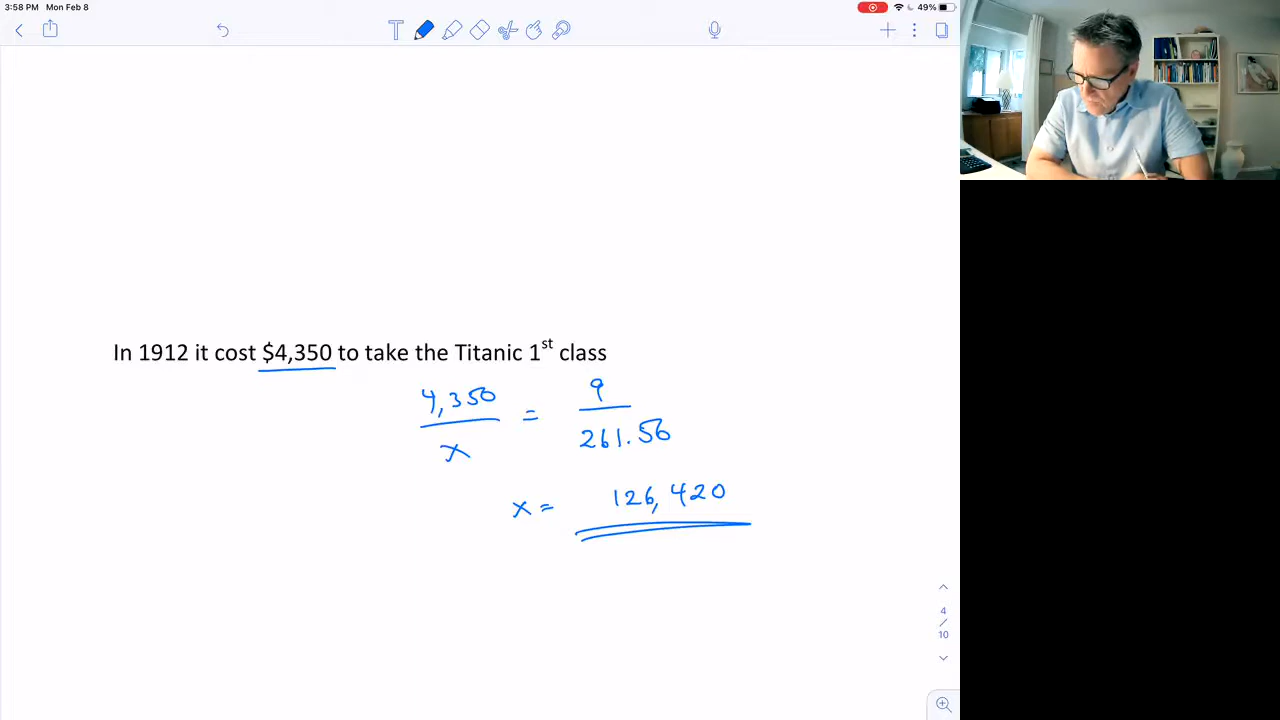 3:58 PM Mon Feb 8
49%
T
In 1912 it cost $4,350 to take the Titanic 1st class
4,350
x
=
9
261.56
x = 126,420
4
/
10